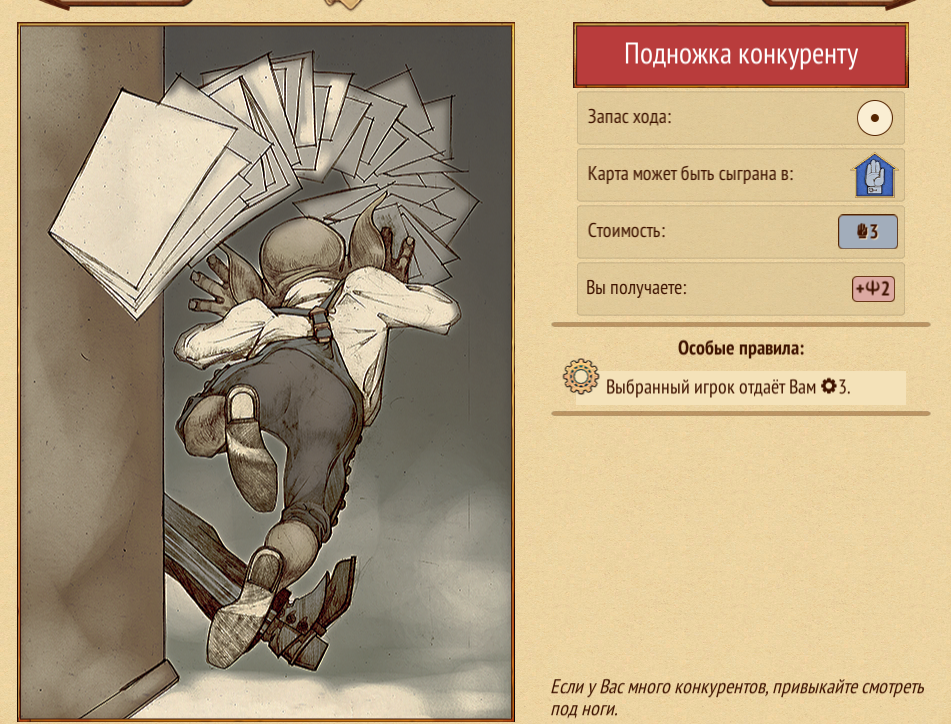 Подножка конкуренту
Запас хода:
Карта может быть сыграна в:
Стоимость: 3
Вы получаете: +2
Особые правила:
Выбранный игрок отдаёт Вам 3.
Если у Вас много конкурентов, привыкайте смотреть
под ноги.